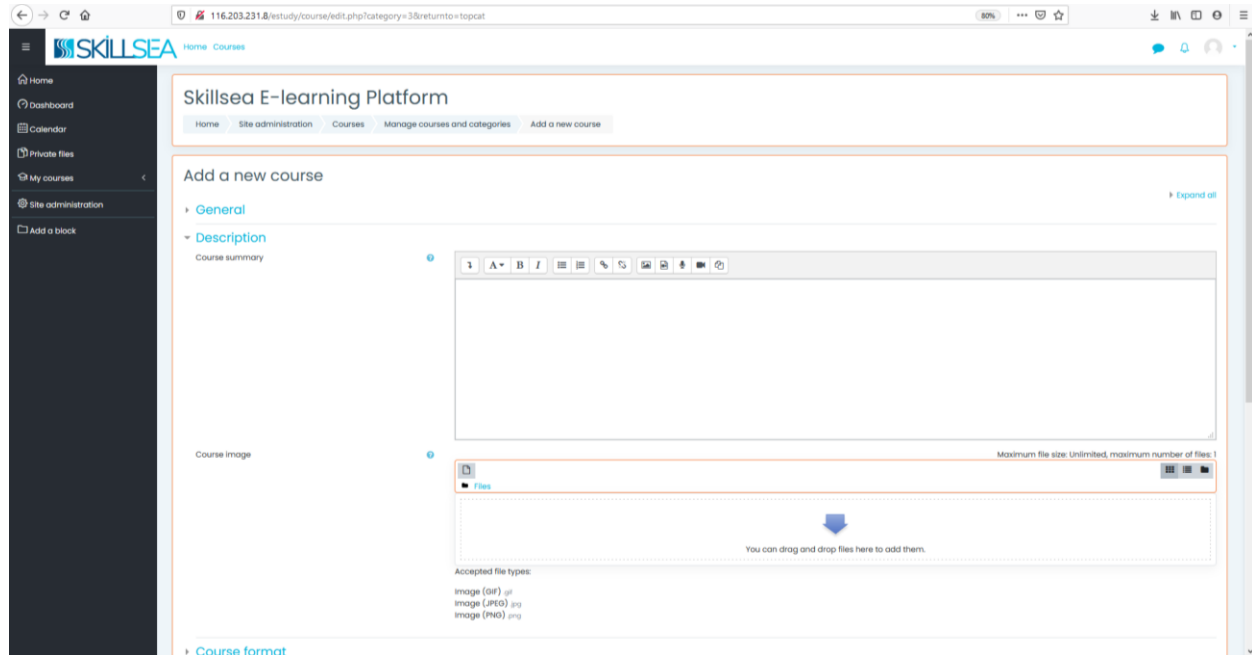 116.203.231.8/estudy/course/edit.php?category=3&returnto=topcat
80%
SKILLSEA
Home Courses
Home
Dashboard
Calendar
Private files
My courses
Site administration
Add a block
Skillsea E-learning Platform
Home Site administration Courses Manage courses and categories Add a new course
Add a new course
Expand all
General
Description
Course summary
A B I
Course image
Maximum file size: Unlimited, maximum number of files: 1
Files
You can drag and drop files here to add them.
Accepted file types:
Image (GIF) .gif
Image (JPEG) .jpg
Image (PNG) .png
Course format